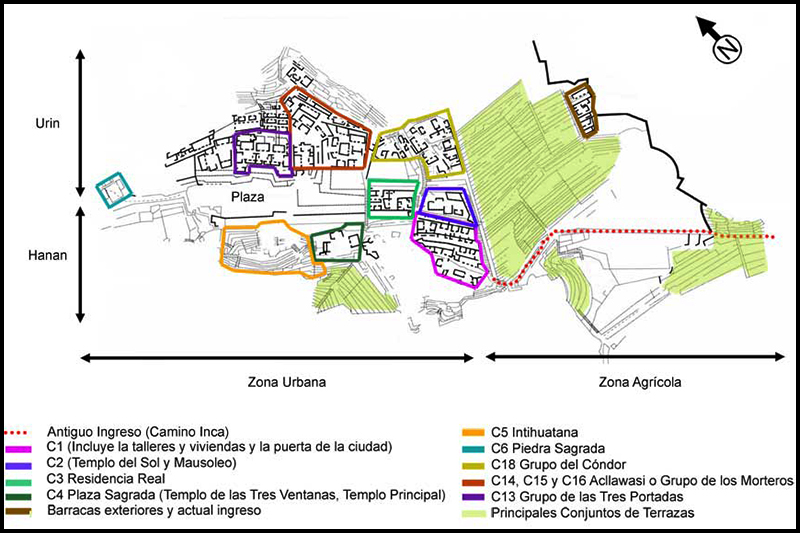 N
Urin
Plaza
Hanan
Zona Urbana
Zona Agrícola
Antiguo Ingreso (Camino Inca)
C1 (Incluye la talleres y viviendas y la puerta de la ciudad)
C2 (Templo del Sol y Mausoleo)
C3 Residencia Real
C4 Plaza Sagrada (Templo de las Tres Ventanas, Templo Principal)
Barracas exteriores y actual ingreso
C5 Intihuatana
C6 Piedra Sagrada
C18 Grupo del Cóndor
C14, C15 y C16 Acllawasi o Grupo de los Morteros
C13 Grupo de las Tres Portadas
Principales Conjuntos de Terrazas